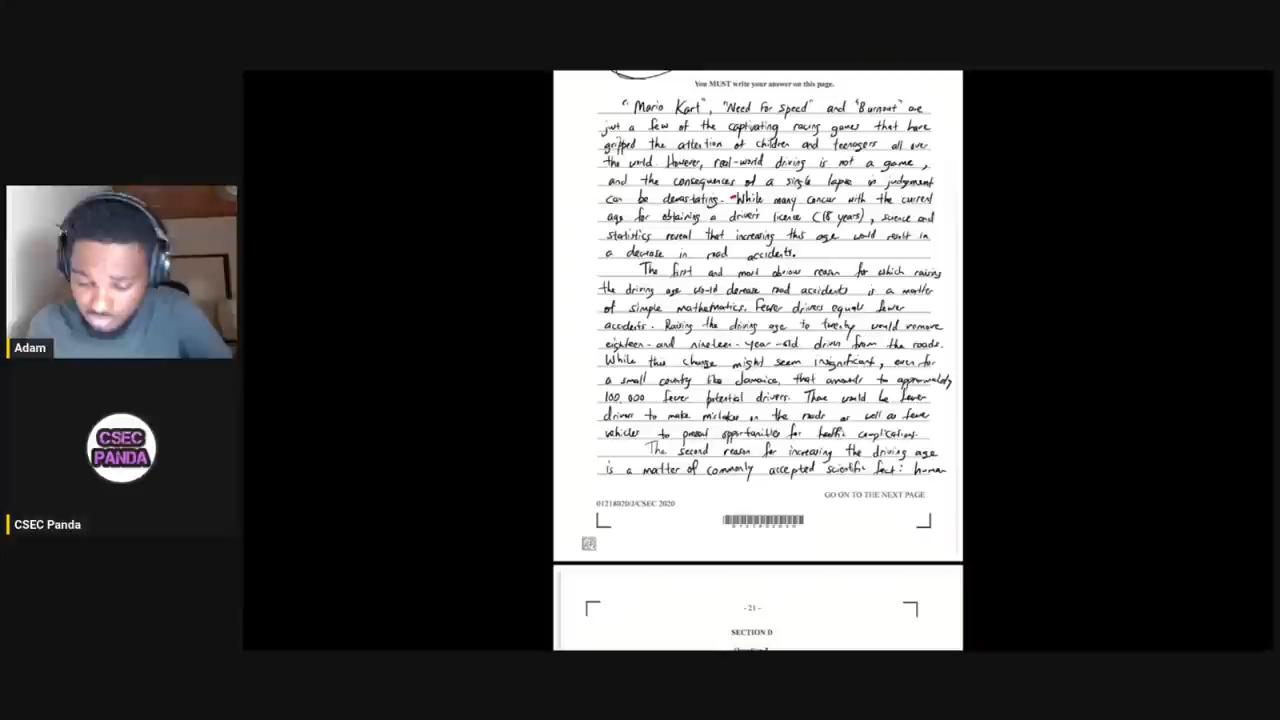 You MUST write your answer on this page.
"Mario Kart", "Need For Speed" and "Burnout" are
just a few of the captivating racing games that have
gripped the attention of children and teenagers all over
the world. However, real-world driving is not a game,
and the consequences of a single lapse in judgement
can be devastating. While many concur with the current
age for obtaining a driver's licence (18 years), science and
statistics reveal that increasing this age would result in
a decrease in road accidents.
The first and most obvious reason for which raising
the driving age would decrease road accidents is a matter
of simple mathematics. Fewer drivers equals fewer
accidents. Raising the driving age to twenty would remove
eighteen- and nineteen-year-old drivers from the roads.
While this change might seem insignificant, even for
a small country like Jamaica, that amounts to approximately
100,000 fewer potential drivers. There would be fewer
drivers to make mistakes on the roads as well as fewer
vehicles to present opportunities for traffic complications.
The second reason for increasing the driving age
is a matter of commonly accepted scientific fact: human
GO ON TO THE NEXT PAGE
01218020/J/CSEC 2020
- 21 -
SECTION D
Adam
CSEC
PANDA
CSEC Panda